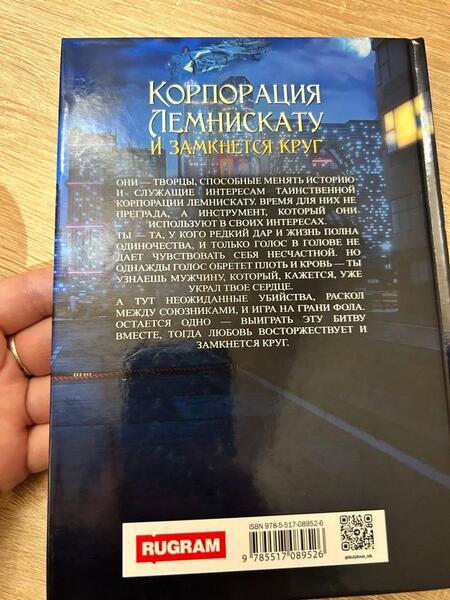 КОРПОРАЦИЯ
ЛЕМНИСКАТУ
И ЗАМКНЕТСЯ КРУГ
ОНИ — ТВОРЦЫ, СПОСОБНЫЕ МЕНЯТЬ ИСТОРИЮ
И СЛУЖАЩИЕ ИНТЕРЕСАМ ТАИНСТВЕННОЙ
КОРПОРАЦИИ ЛЕМНИСКАТУ. ВРЕМЯ ДЛЯ НИХ НЕ
ПРЕГРАДА, А ИНСТРУМЕНТ, КОТОРЫЙ ОНИ
ИСПОЛЬЗУЮТ В СВОИХ ИНТЕРЕСАХ.
ТЫ — ТА, У КОГО РЕДКИЙ ДАР И ЖИЗНЬ ПОЛНА
ОДИНОЧЕСТВА, И ТОЛЬКО ГОЛОС В ГОЛОВЕ НЕ
ДАЕТ ЧУВСТВОВАТЬ СЕБЯ НЕСЧАСТНОЙ. НО
ОДНАЖДЫ ГОЛОС ОБРЕТЕТ ПЛОТЬ И КРОВЬ — ТЫ
УЗНАЕШЬ МУЖЧИНУ, КОТОРЫЙ, КАЖЕТСЯ, УЖЕ
УКРАЛ ТВОЕ СЕРДЦЕ.
А ТУТ НЕОЖИДАННЫЕ УБИЙСТВА, РАСКОЛ
МЕЖДУ СОЮЗНИКАМИ, И ИГРА НА ГРАНИ ФОЛА.
ОСТАЕТСЯ ОДНО — ВЫИГРАТЬ ЭТУ БИТВУ
ВМЕСТЕ, ТОГДА ЛЮБОВЬ ВОСТОРЖЕСТВУЕТ И
ЗАМКНЕТСЯ КРУГ.
RUGRAM
ISBN 978-5-517-08952-6
9 785517 089526
@RUGRAM_ME